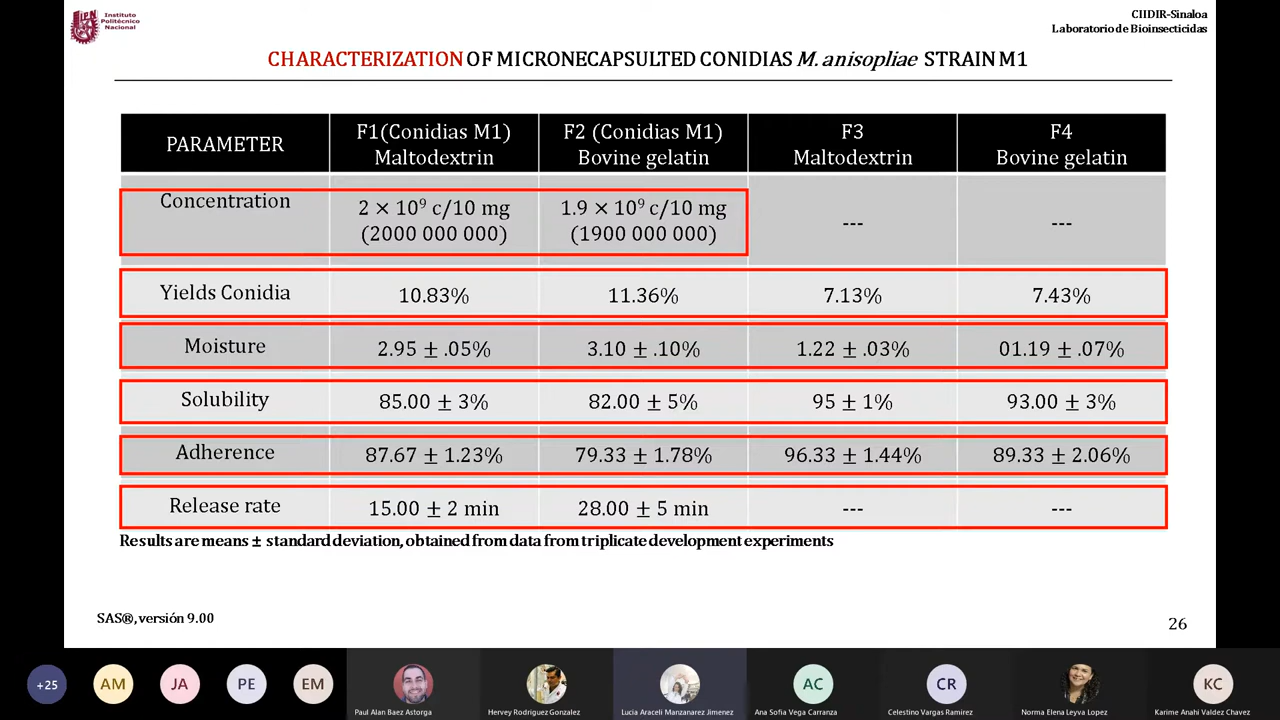 Instituto
Politécnico
Nacional
CIIDIR-Sinaloa
Laboratorio de Bioinsecticidas
CHARACTERIZATION OF MICRONECAPSULTED CONIDIAS M. anisopliae STRAIN M1
PARAMETER
F1(Conidias M1)
Maltodextrin
F2 (Conidias M1)
Bovine gelatin
F3
Maltodextrin
F4
Bovine gelatin
Concentration
2 × 10⁹ c/10 mg
(2000 000 000)
1.9 × 10⁹ c/10 mg
(1900 000 000)
---
---
Yields Conidia 10.83% 11.36% 7.13% 7.43%
Moisture 2.95 ± .05% 3.10 ± .10% 1.22 ± .03% 01.19 ± .07%
Solubility 85.00 ± 3% 82.00 ± 5% 95 ± 1% 93.00 ± 3%
Adherence 87.67 ± 1.23% 79.33 ± 1.78% 96.33 ± 1.44% 89.33 ± 2.06%
Release rate 15.00 ± 2 min 28.00 ± 5 min --- ---
Results are means ± standard deviation, obtained from data from triplicate development experiments
SAS®, versión 9.00
26
+25 AM JA PE EM AC CR KC
Paul Alan Baez Astorga Hervey Rodriguez Gonzalez Lucia Araceli Manzanarez Jimenez Ana Sofia Vega Carranza Celestino Vargas Ramirez Norma Elena Leyva Lopez Karime Anahi Valdez Chavez